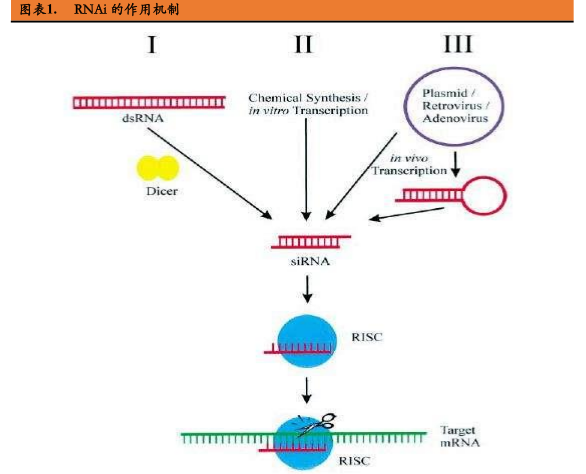 图表1. RNAi 的作用机制
I II III
dsRNA
Dicer
Chemical Synthesis /
in vitro Transcription
Plasmid /
Retrovirus /
Adenovirus
in vivo
Transcription
siRNA
RISC
Target
mRNA
RISC